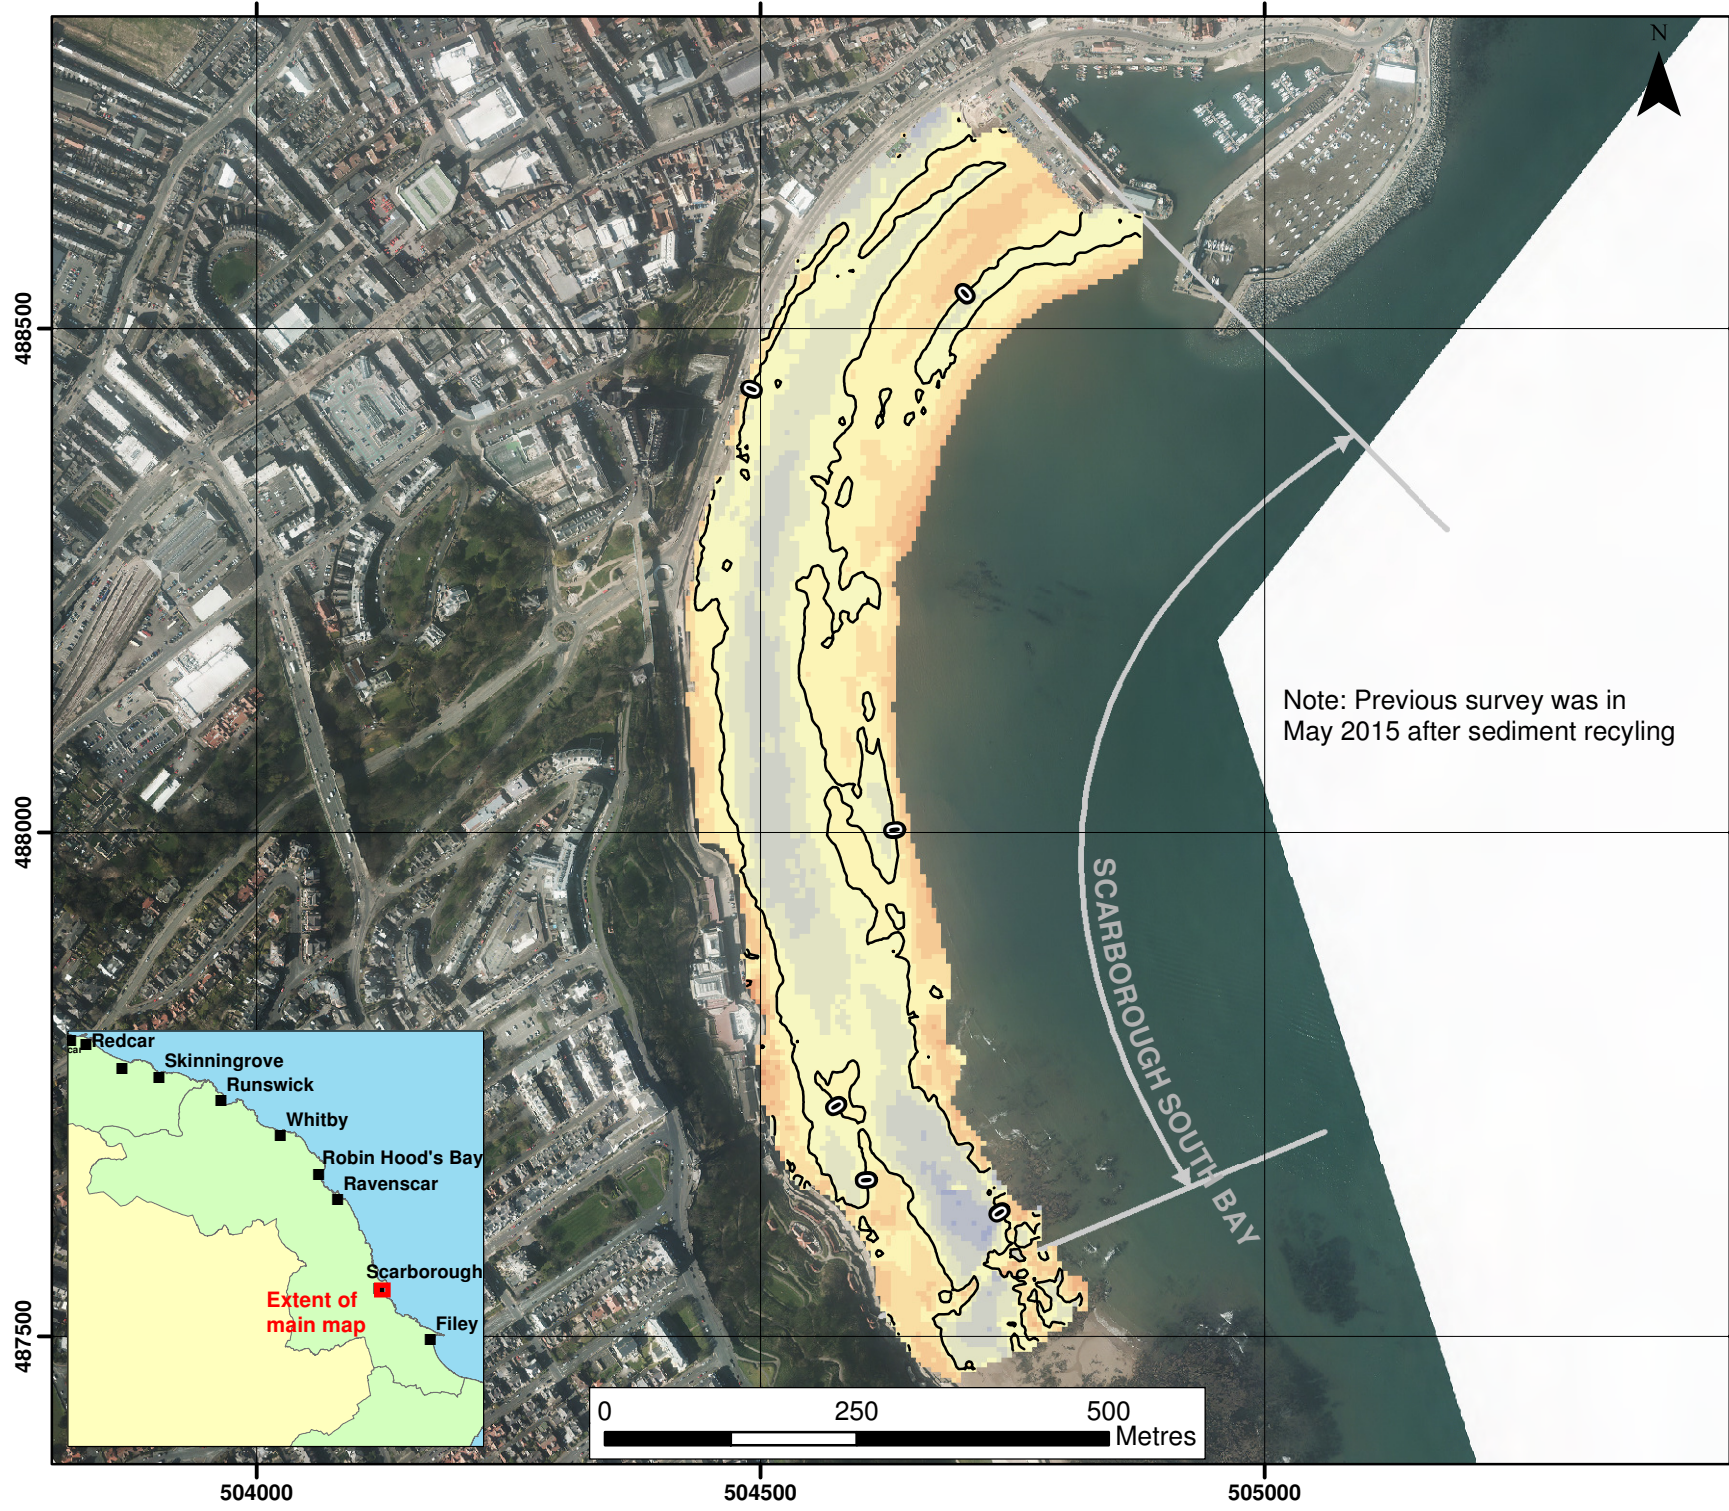 N
488500
488000
487500
0
0
0
0
0
0
Note: Previous survey was in
May 2015 after sediment recyling
SCARBOROUGH SOUTH BAY
Redcar
car
Skinningrove
Runswick
Whitby
Robin Hood's Bay
Ravenscar
Scarborough
Extent of
main map
Filey
0 250 500
Metres
504000 504500 505000